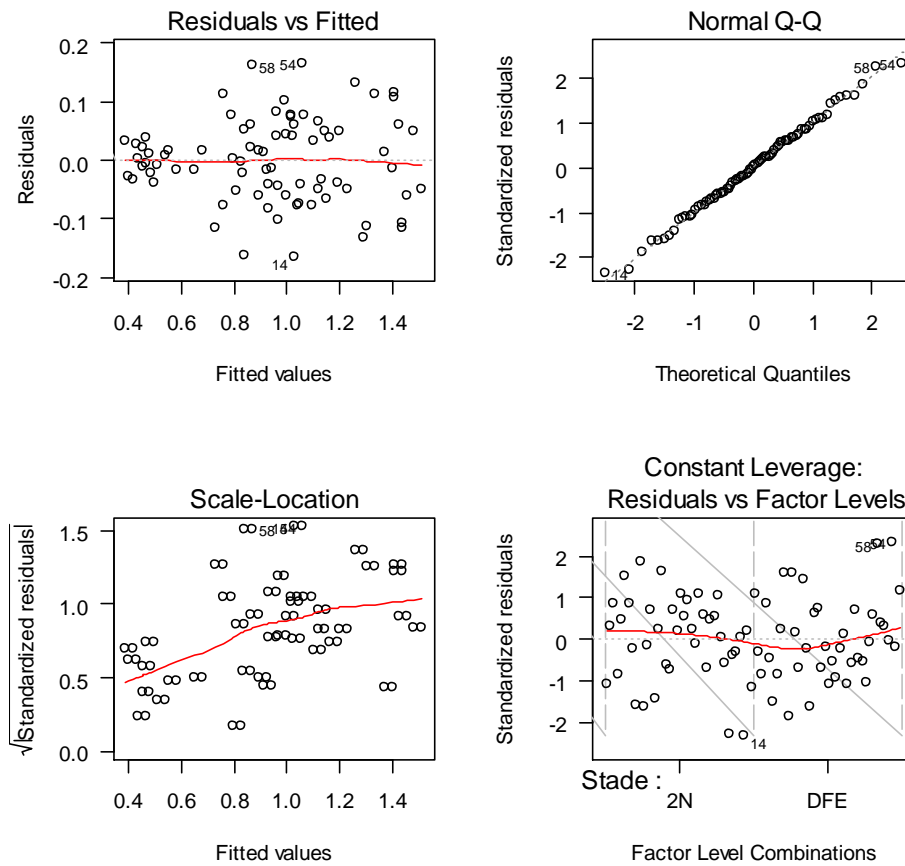 Residuals vs Fitted
0.2
0.1
0.0
-0.1
-0.2
Residuals
58 54
14
0.4 0.6 0.8 1.0 1.2 1.4
Fitted values
Normal Q-Q
2
1
0
-1
-2
Standardized residuals
58 54
14
-2 -1 0 1 2
Theoretical Quantiles
Scale-Location
1.5
1.0
0.5
0.0
√|Standardized residuals|
58
0.4 0.6 0.8 1.0 1.2 1.4
Fitted values
Constant Leverage:
Residuals vs Factor Levels
2
1
0
-1
-2
Standardized residuals
58 54
14
Stade :
2N DFE
Factor Level Combinations